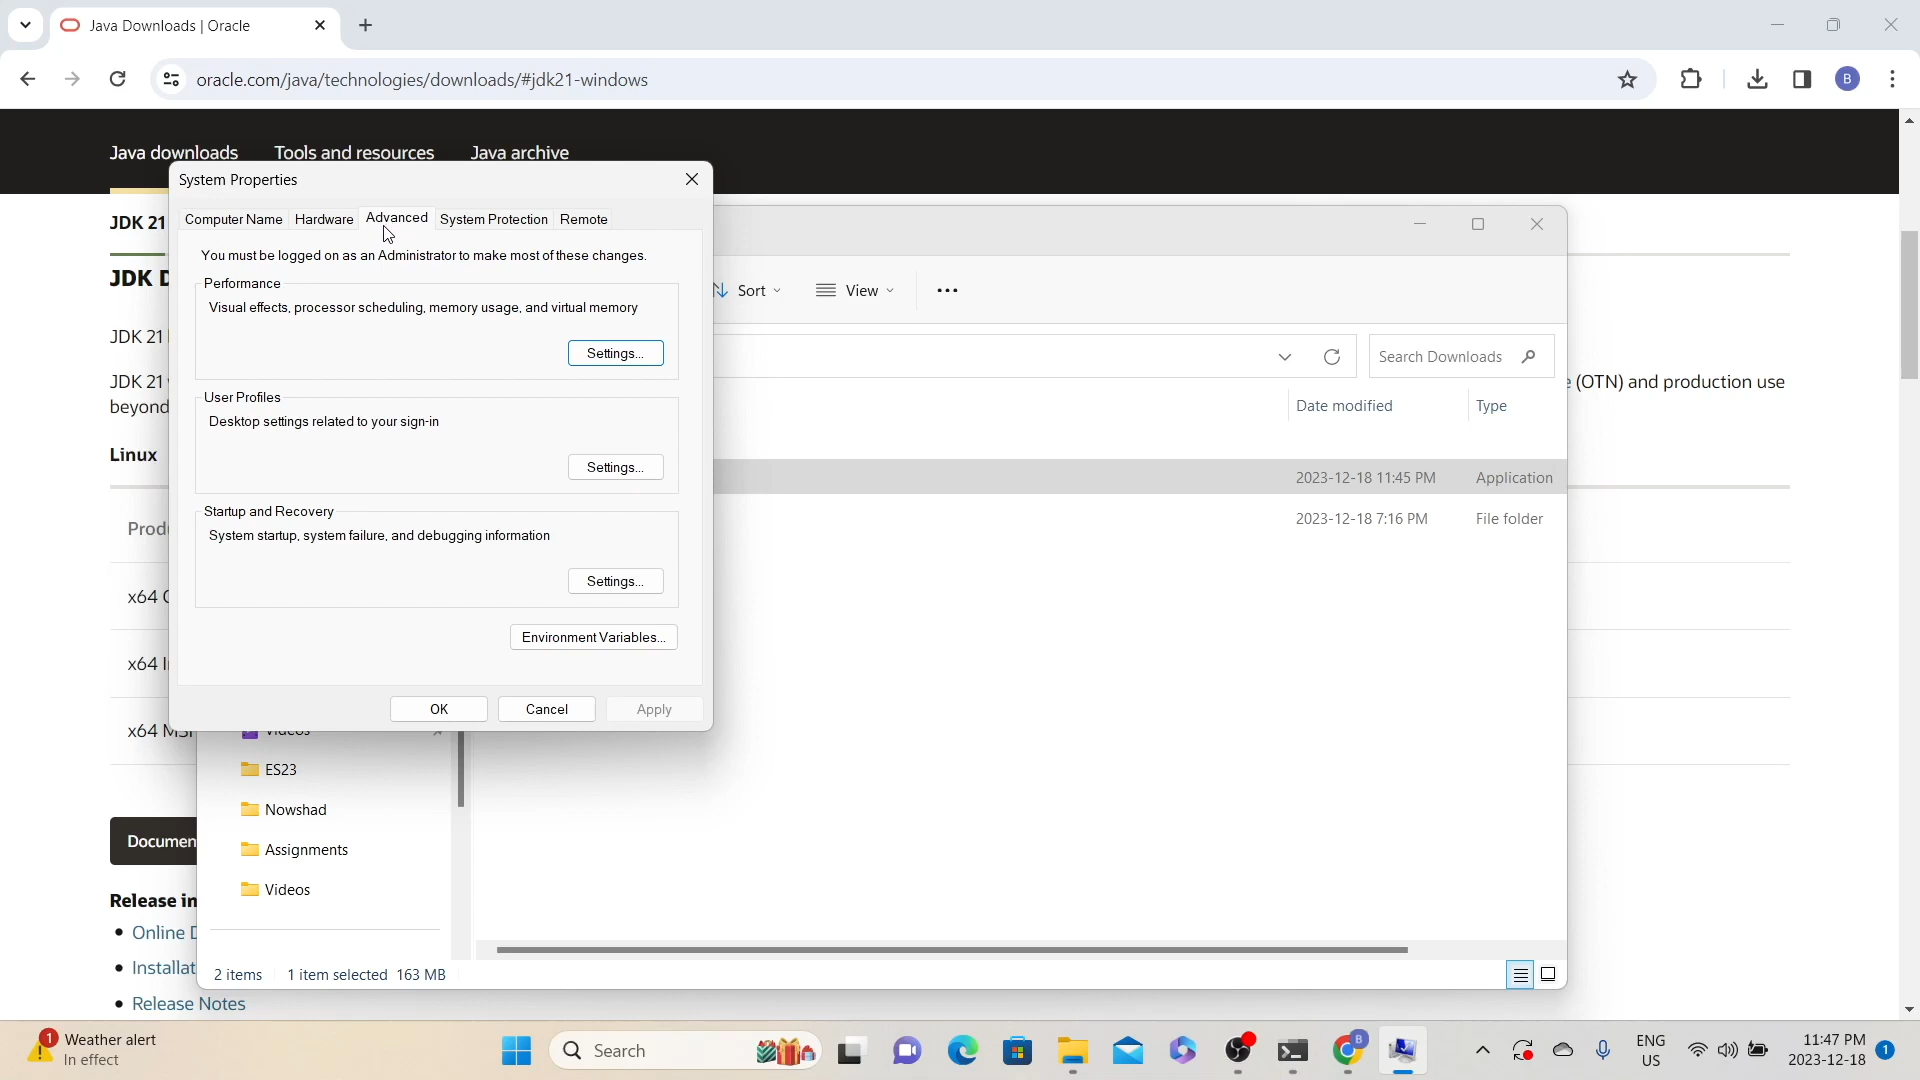 Java Downloads | Oracle
oracle.com/java/technologies/downloads/#jdk21-windows
B
Java downloads Tools and resources Java archive
System Properties
JDK 21
Computer Name Hardware Advanced System Protection Remote
You must be logged on as an Administrator to make most of these changes.
JDK D
Performance
Visual effects, processor scheduling, memory usage, and virtual memory
Sort View
JDK 21
Settings...
Search Downloads
JDK 21
(OTN) and production use
User Profiles
beyond
Date modified Type
Desktop settings related to your sign-in
Linux
Settings...
2023-12-18 11:45 PM Application
Startup and Recovery
2023-12-18 7:16 PM File folder
Produ
System startup, system failure, and debugging information
Settings...
x64
Environment Variables...
x64
OK Cancel Apply
x64 MSI
Videos
ES23
Nowshad
Documen
Assignments
Videos
Release in
Online D
Installat
2 items 1 item selected 163 MB
Release Notes
1 Weather alert
In effect
Search
B
ENG
US
11:47 PM
2023-12-18
1